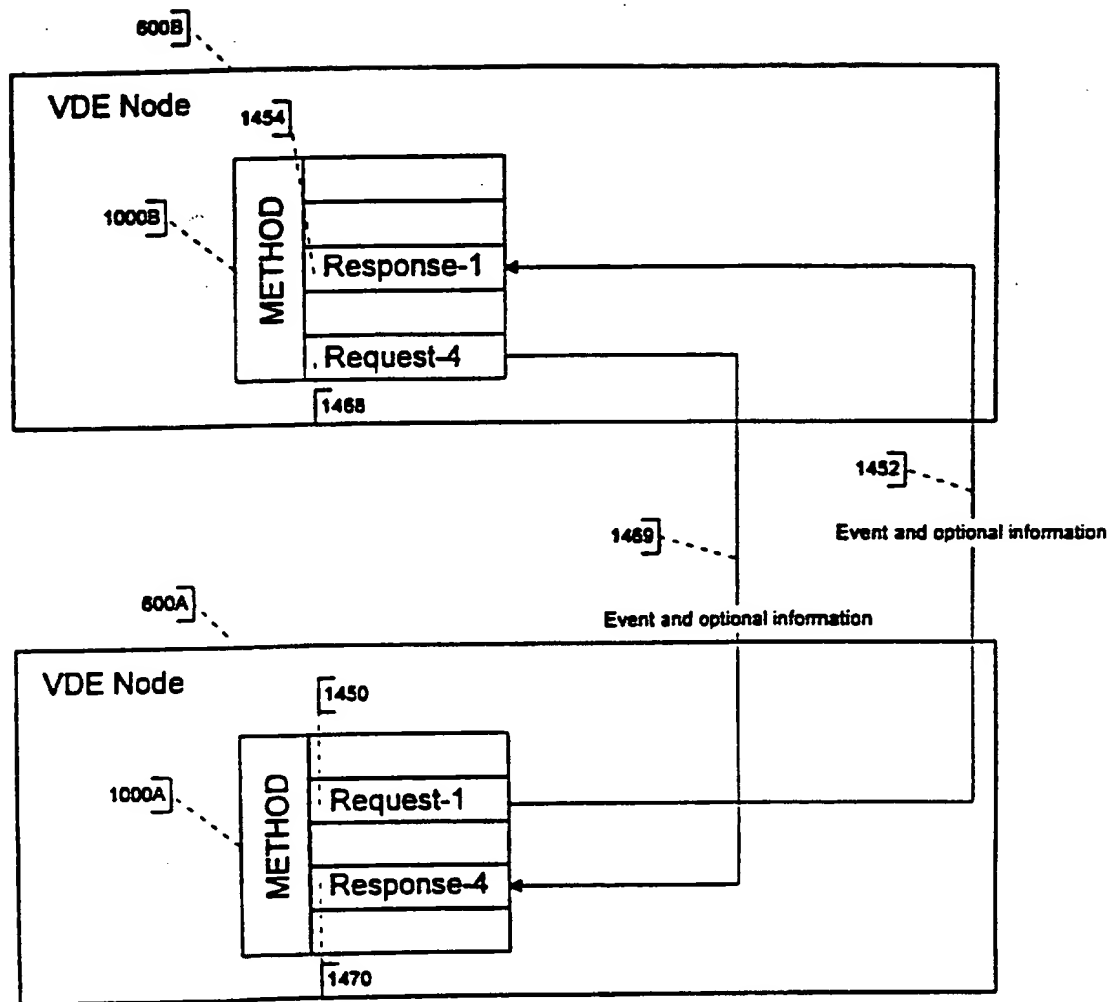 600B
VDE Node
1454
1000B
METHOD
Response-1
Request-4
1468
1452
Event and optional information
1469
600A
Event and optional information
VDE Node
1450
1000A
METHOD
Request-1
Response-4
1470